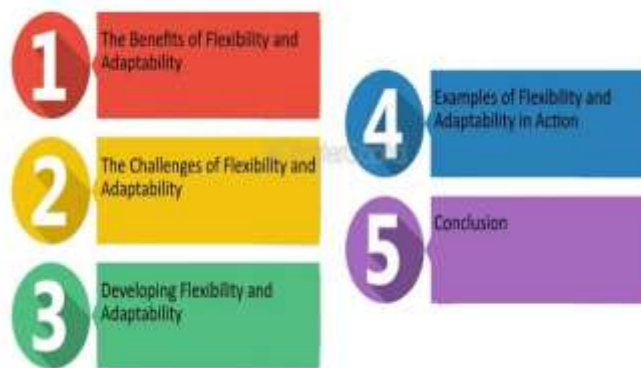 1
The Benefits of Flexibility and
Adaptability
2
The Challenges of Flexibility and
Adaptability
3
Developing Flexibility and
Adaptability
4
Examples of Flexibility and
Adaptability in Action
5
Conclusion